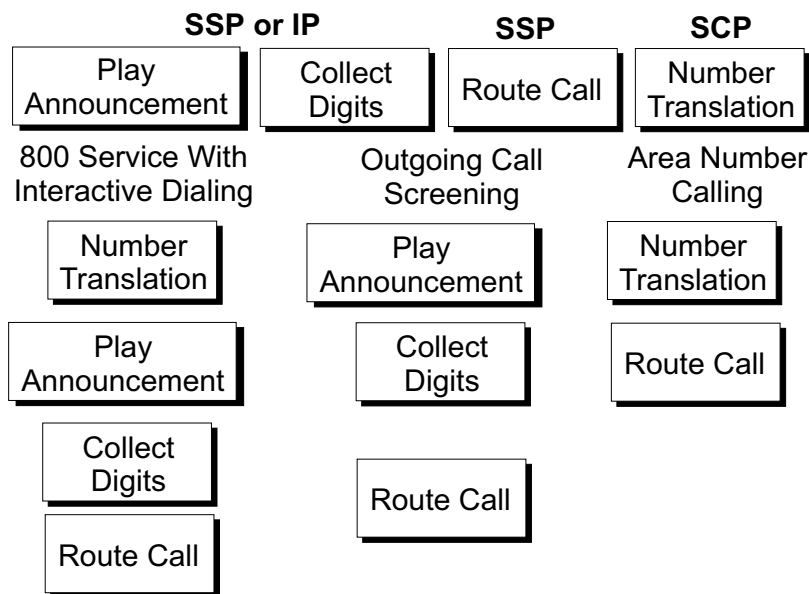 SSP or IP SSP SCP
Play Announcement
Collect Digits
Route Call
Number Translation
800 Service With
Interactive Dialing
Number
Translation
Play
Announcement
Collect
Digits
Route Call
Outgoing Call
Screening
Play
Announcement
Collect
Digits
Route Call
Area Number
Calling
Number
Translation
Route Call